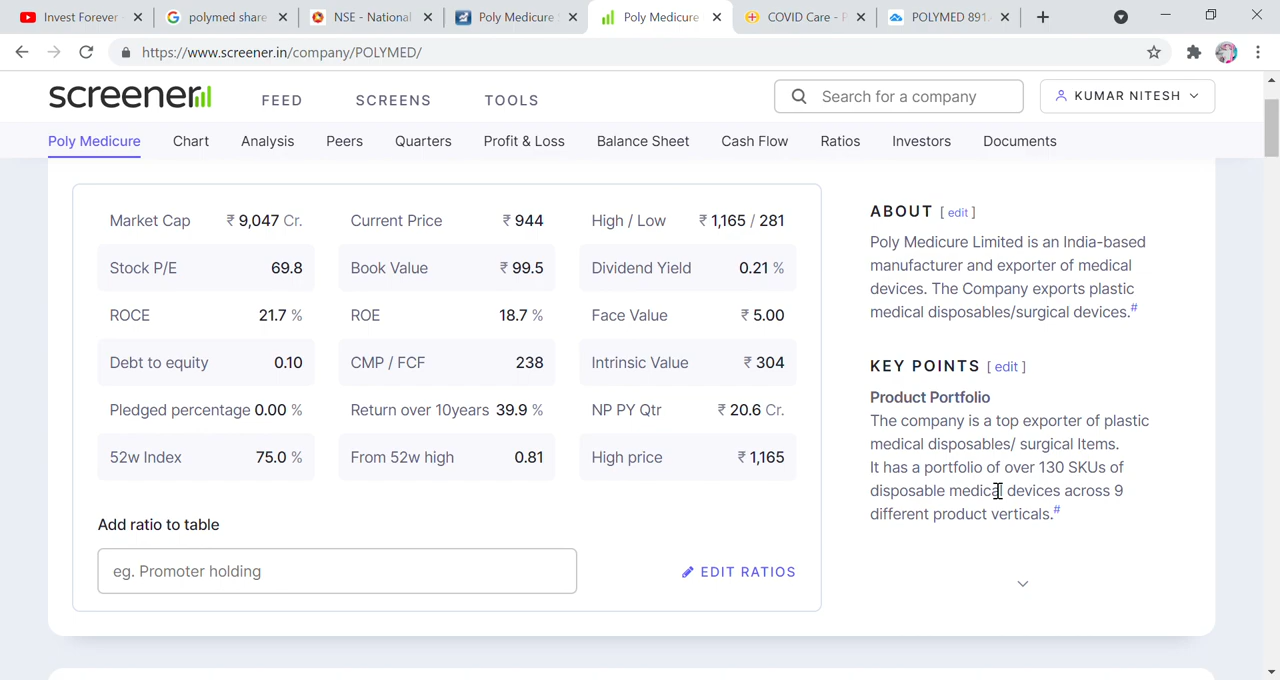 Invest Forever
polymed share
NSE - National
Poly Medicure
Poly Medicure
COVID Care - P
POLYMED 891.
https://www.screener.in/company/POLYMED/
screener
FEED
SCREENS
TOOLS
Search for a company
KUMAR NITESH
Poly Medicure
Chart
Analysis
Peers
Quarters
Profit & Loss
Balance Sheet
Cash Flow
Ratios
Investors
Documents
Market Cap ₹ 9,047 Cr.
Current Price ₹ 944
High / Low ₹ 1,165 / 281
Stock P/E 69.8
Book Value ₹ 99.5
Dividend Yield 0.21 %
ROCE 21.7 %
ROE 18.7 %
Face Value ₹ 5.00
Debt to equity 0.10
CMP / FCF 238
Intrinsic Value ₹ 304
Pledged percentage 0.00 %
Return over 10years 39.9 %
NP PY Qtr ₹ 20.6 Cr.
52w Index 75.0 %
From 52w high 0.81
High price ₹ 1,165
Add ratio to table
eg. Promoter holding
EDIT RATIOS
ABOUT [ edit ]
Poly Medicure Limited is an India-based
manufacturer and exporter of medical
devices. The Company exports plastic
medical disposables/surgical devices.#
KEY POINTS [ edit ]
Product Portfolio
The company is a top exporter of plastic
medical disposables/ surgical Items.
It has a portfolio of over 130 SKUs of
disposable medical devices across 9
different product verticals.#